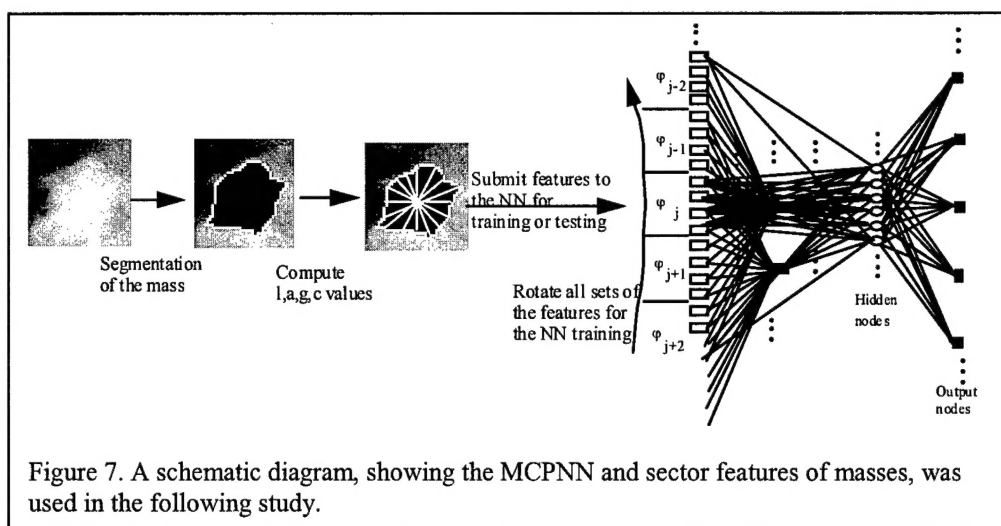 Segmentation
of the mass
Compute
l,a,g,c values
Submit features to
the NN for
training or testing
Rotate all sets of
the features for
the NN training
φ j-2
φ j-1
φ j
φ j+1
φ j+2
Hidden
nodes
Output
nodes
Figure 7. A schematic diagram, showing the MCPNN and sector features of masses, was
used in the following study.